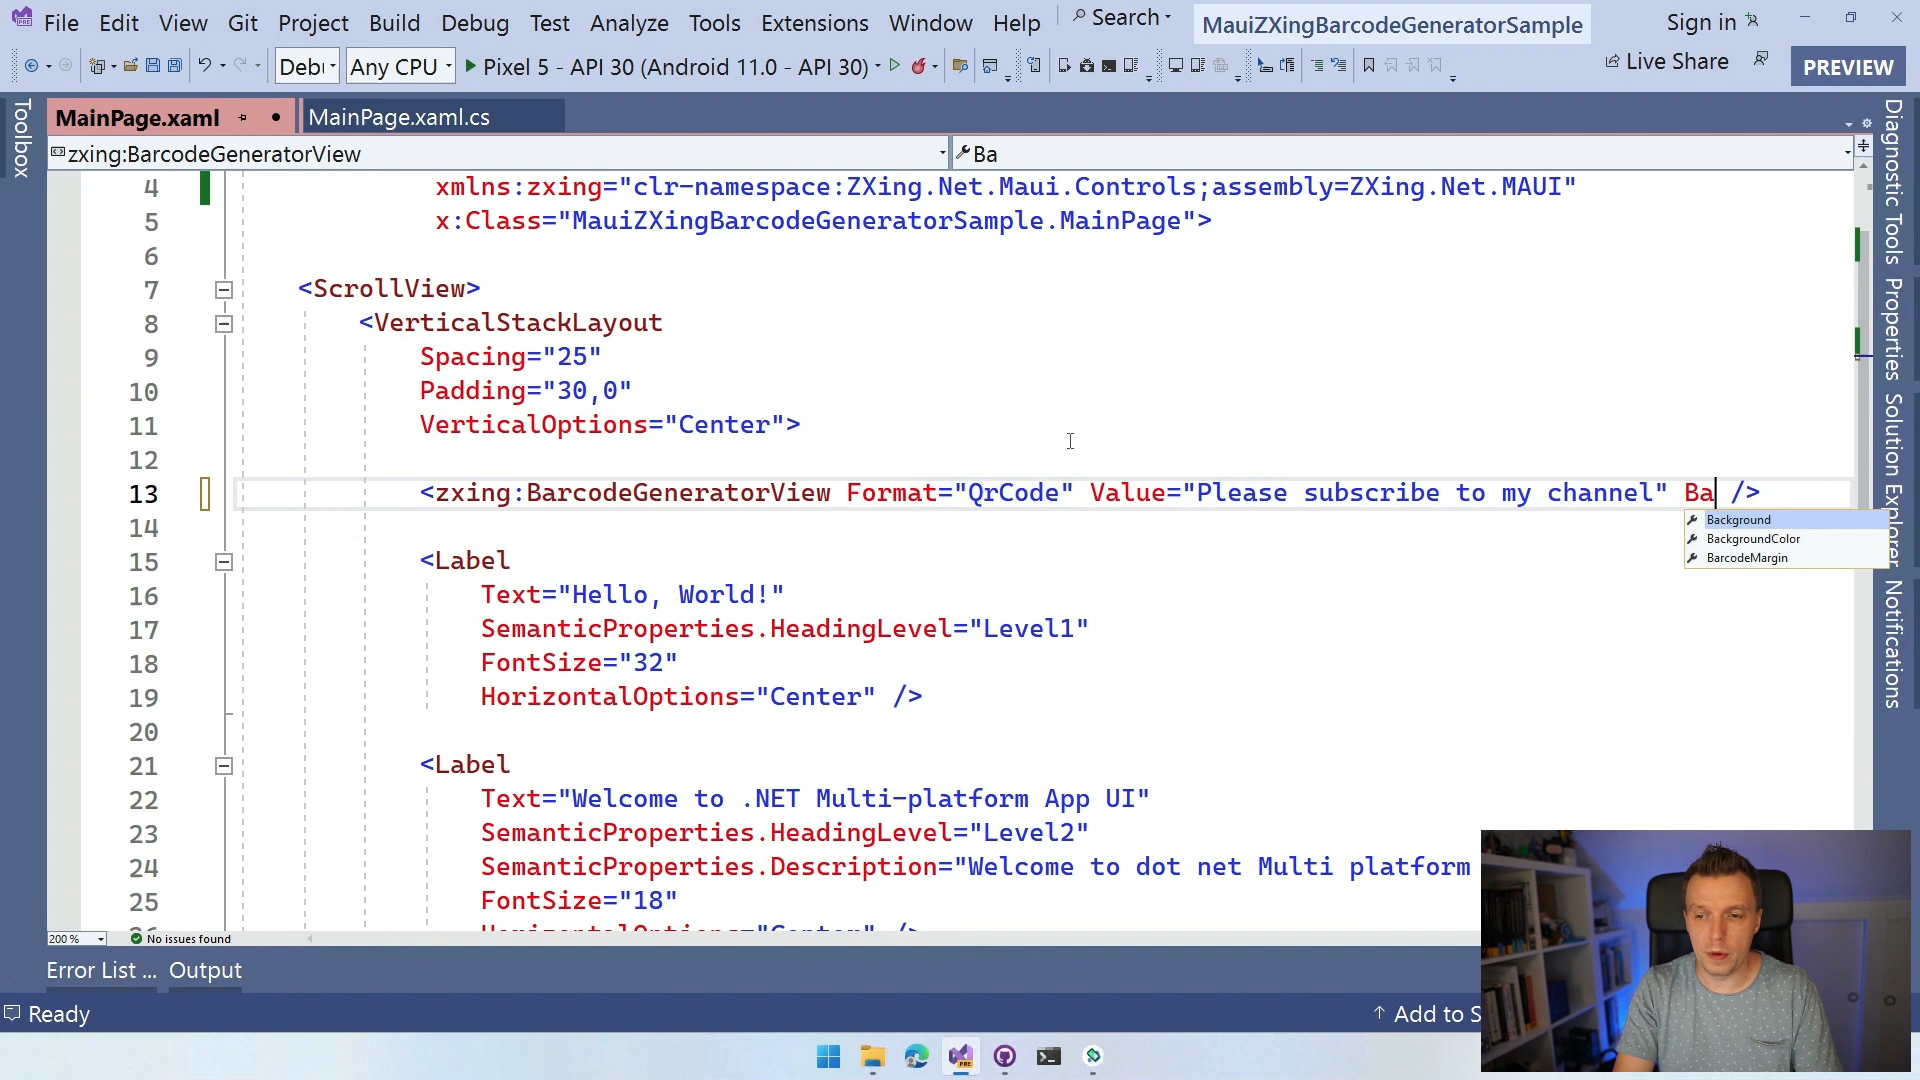 File Edit View Git Project Build Debug Test Analyze Tools Extensions Window Help Search MauiZXingBarcodeGeneratorSample Sign in
Any CPU Pixel 5 - API 30 (Android 11.0 - API 30) Live Share PREVIEW
Toolbox
MainPage.xaml MainPage.xaml.cs
zxing:BarcodeGeneratorView Ba
4 xmlns:zxing="clr-namespace:ZXing.Net.Maui.Controls;assembly=ZXing.Net.MAUI"
5 x:Class="MauiZXingBarcodeGeneratorSample.MainPage">
6
7 <ScrollView>
8 <VerticalStackLayout
9 Spacing="25"
10 Padding="30,0"
11 VerticalOptions="Center">
12
13 <zxing:BarcodeGeneratorView Format="QrCode" Value="Please subscribe to my channel" Ba />
Background
BackgroundColor
BarcodeMargin
14
15 <Label
16 Text="Hello, World!"
17 SemanticProperties.HeadingLevel="Level1"
18 FontSize="32"
19 HorizontalOptions="Center" />
20
21 <Label
22 Text="Welcome to .NET Multi-platform App UI"
23 SemanticProperties.HeadingLevel="Level2"
24 SemanticProperties.Description="Welcome to dot net Multi platform
25 FontSize="18"
Diagnostic Tools
Properties
Solution Explorer
Notifications
200 % No issues found
Error List ... Output
Ready Add to S